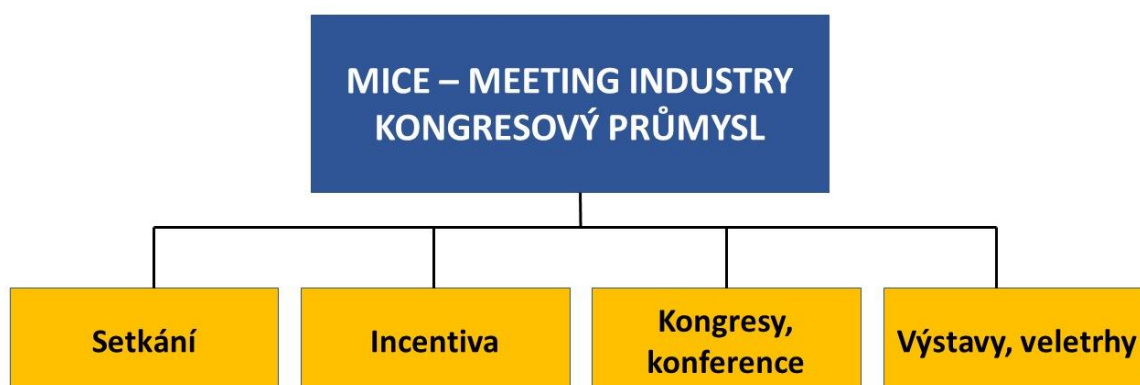 MICE – MEETING INDUSTRY
KONGRESOVÝ PRŮMYSL
Setkání
Incentiva
Kongresy,
konference
Výstavy, veletrhy